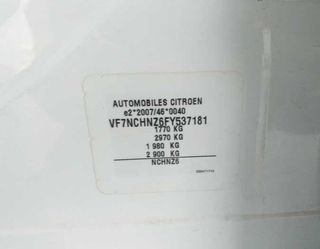 AUTOMOBILES CITROEN
e2*2007/46*0040
VF7NCHNZ6FY537181
1770 KG
2970 KG
1 980 KG
2 900 KG
NCHNZ6